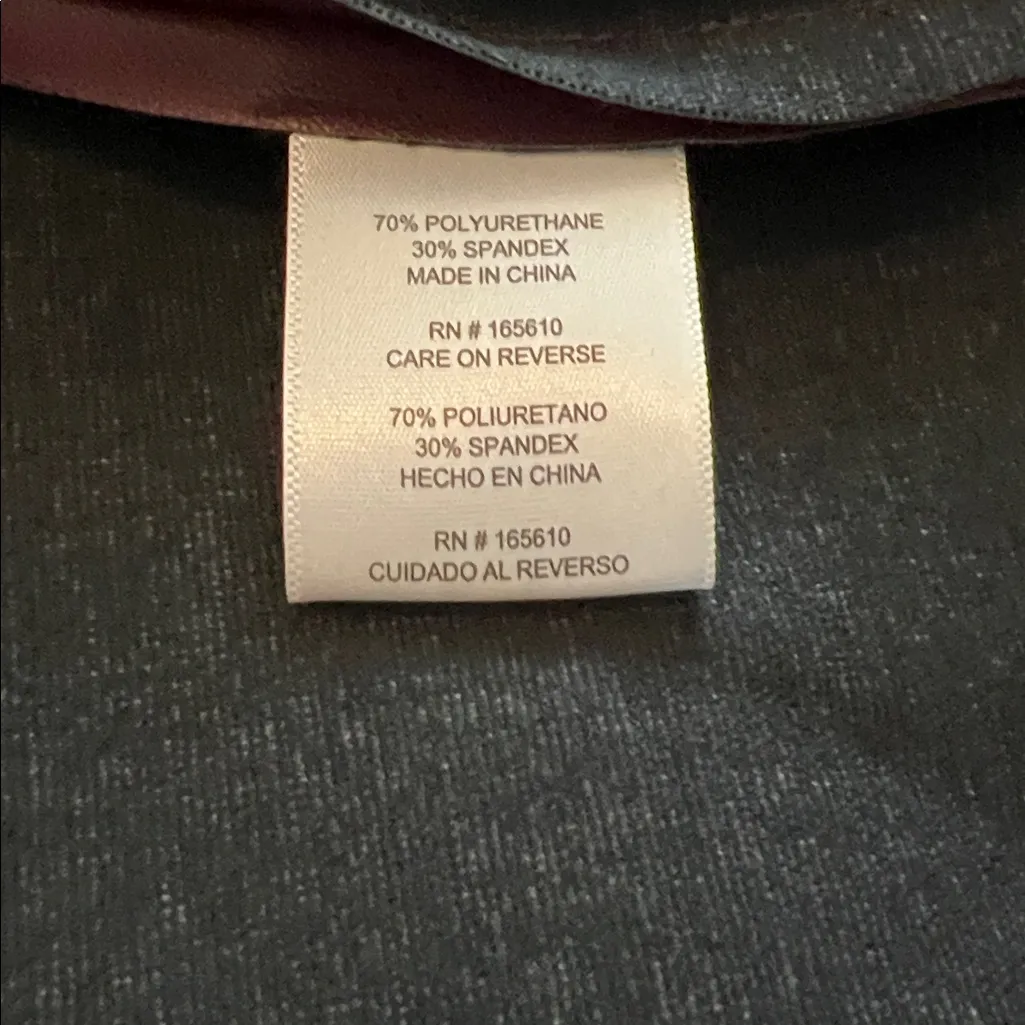 70% POLYURETHANE
30% SPANDEX
MADE IN CHINA
RN # 165610
CARE ON REVERSE
70% POLIURETANO
30% SPANDEX
HECHO EN CHINA
RN # 165610
CUIDADO AL REVERSO